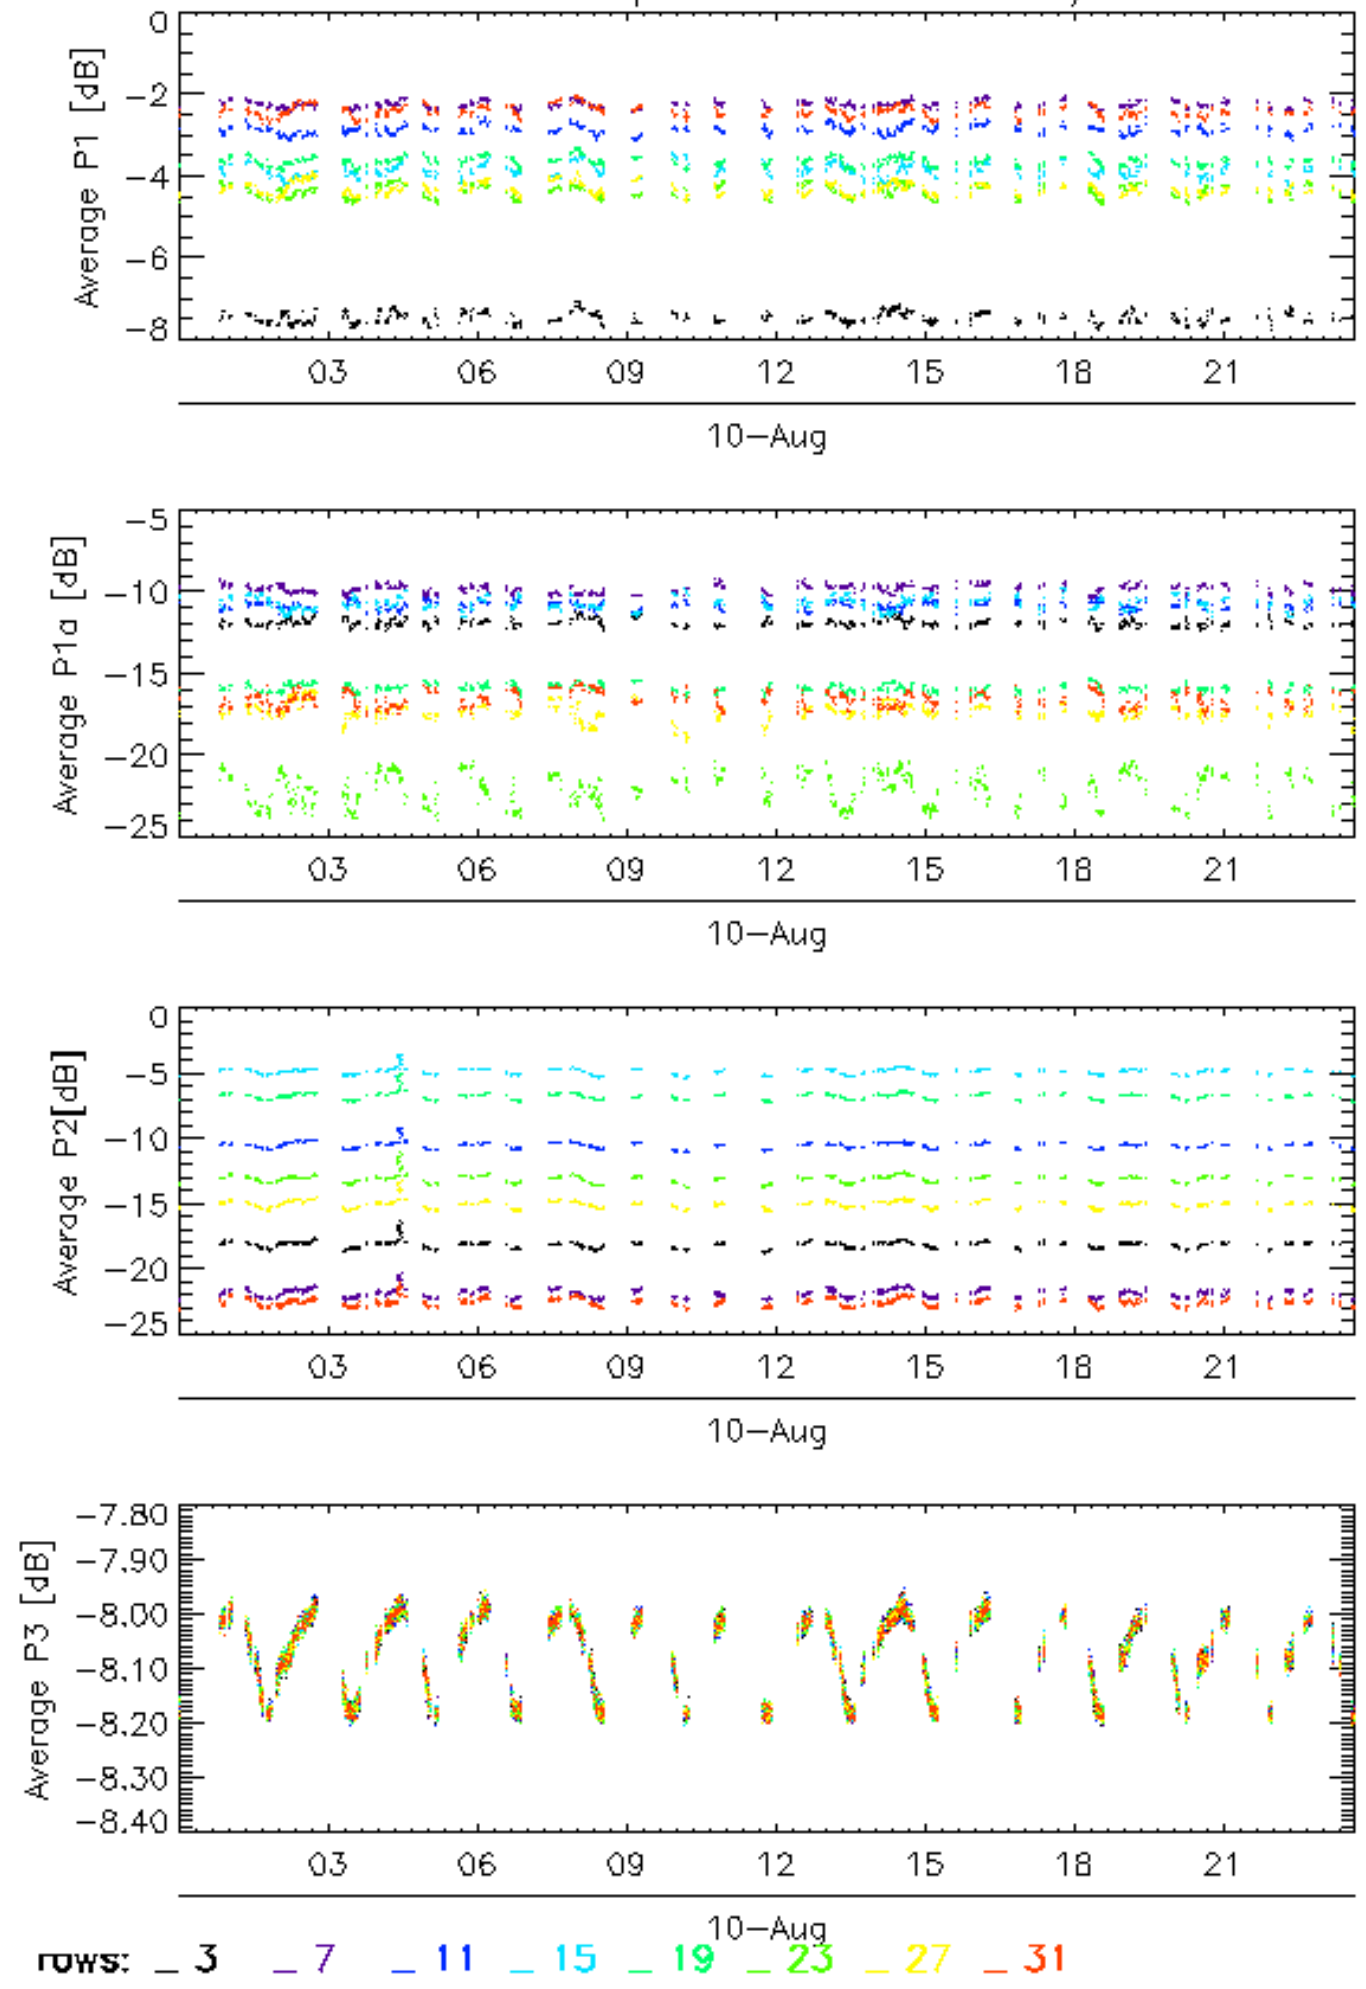 Average P1 [dB]
0
−2
−4
−6
−8
03 06 09 12 15 18 21
10−Aug
Average P1a [dB]
−5
−10
−15
−20
−25
03 06 09 12 15 18 21
10−Aug
Average P2[dB]
0
−5
−10
−15
−20
−25
03 06 09 12 15 18 21
10−Aug
Average P3 [dB]
−7.80
−7.90
−8.00
−8.10
−8.20
−8.30
−8.40
03 06 09 12 15 18 21
10−Aug
rows: _ 3 _ 7 _ 11 _ 15 _ 19 _ 23 _ 27 _ 31